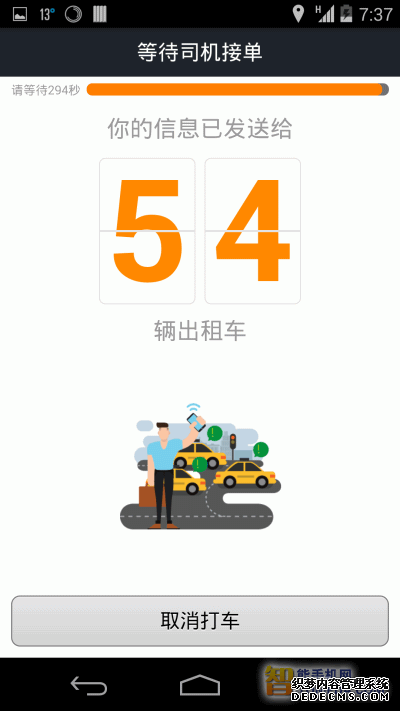 13° H 7:37
等待司机接单
请等待294秒
你的信息已发送给
54
辆出租车
取消打车
智能手机网
织梦内容管理系统
DEDECMS.COM